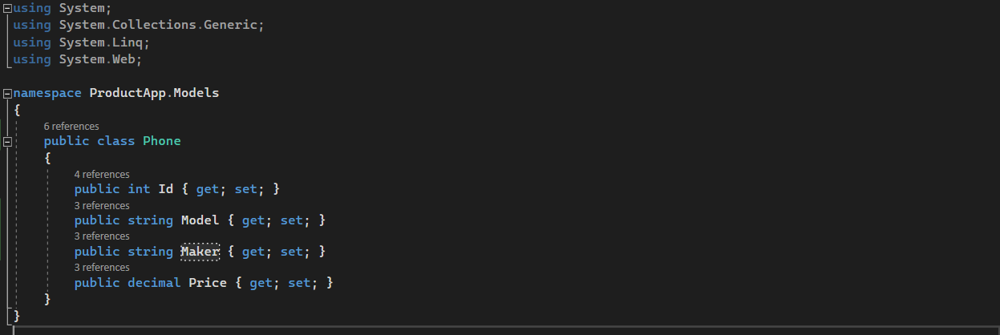 using System;
using System.Collections.Generic;
using System.Linq;
using System.Web;
namespace ProductApp.Models
{
6 references
public class Phone
{
4 references
public int Id { get; set; }
3 references
public string Model { get; set; }
3 references
public string Maker { get; set; }
3 references
public decimal Price { get; set; }
}
}